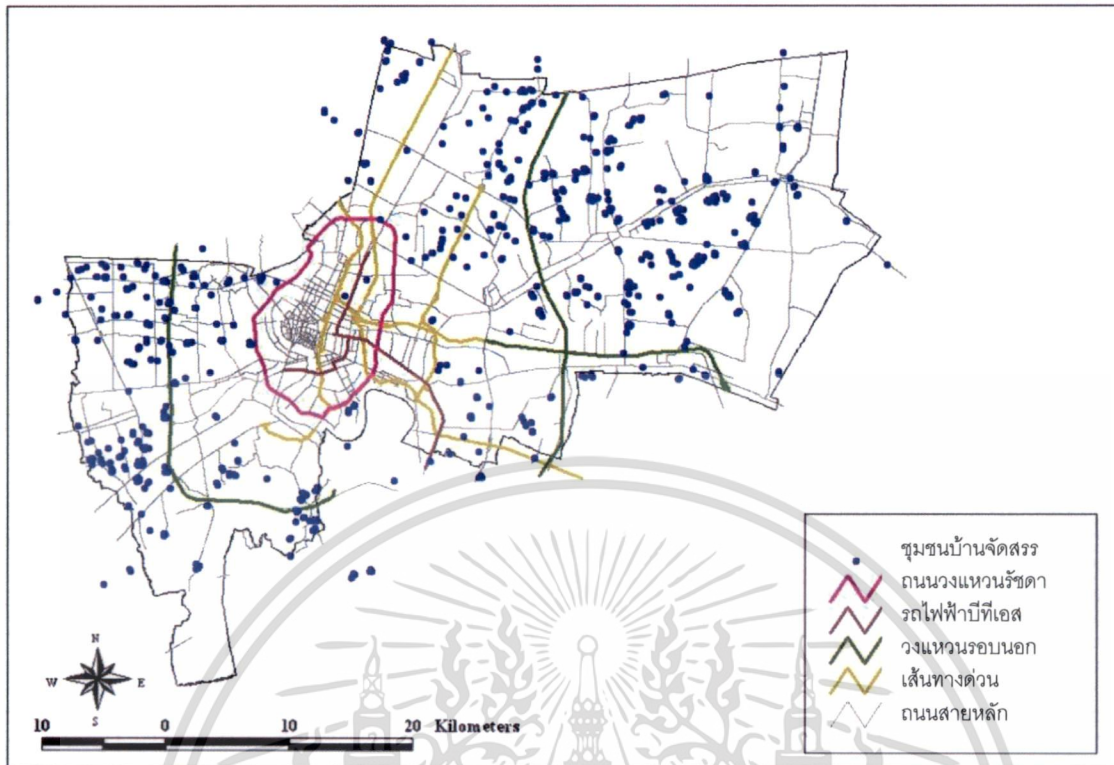 ชุมชนบ้านจัดสรร
ถนนวงแหวนรัชดา
รถไฟฟ้าบีทีเอส
วงแหวนรอบนอก
เส้นทางด่วน
ถนนสายหลัก
N
W E
S
10 0 10 20 Kilometers